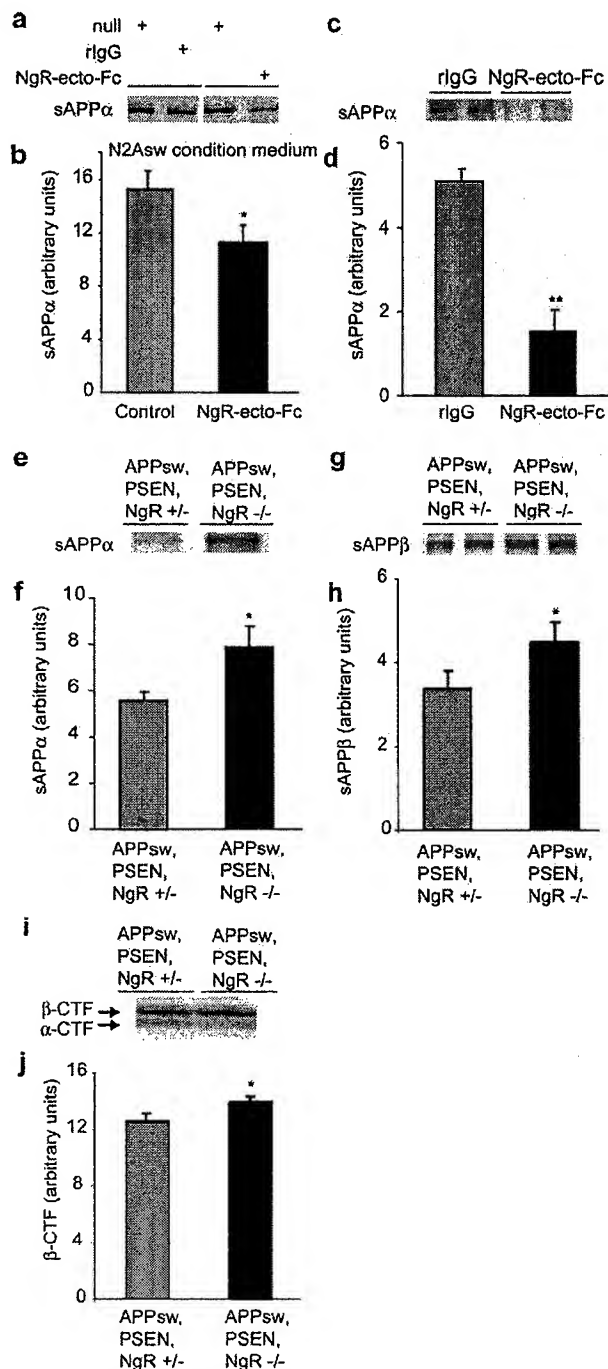 a
null + +
rIgG +
NgR-ecto-Fc +
sAPPα
c
rIgG NgR-ecto-Fc
sAPPα
b
N2Asw condition medium
sAPPα (arbitrary units)
16
12
8
4
0
*
Control NgR-ecto-Fc
d
sAPPα (arbitrary units)
6
4
2
0
**
rIgG NgR-ecto-Fc
e
APPsw, APPsw,
PSEN, PSEN,
NgR +/- NgR -/-
sAPPα
g
APPsw, APPsw,
PSEN, PSEN,
NgR +/- NgR -/-
sAPPβ
f
sAPPα (arbitrary units)
10
8
6
4
2
0
*
APPsw, APPsw,
PSEN, PSEN,
NgR +/- NgR -/-
h
sAPPβ (arbitrary units)
6
4
2
0
*
APPsw, APPsw,
PSEN, PSEN,
NgR +/- NgR -/-
i
APPsw, APPsw,
PSEN, PSEN,
NgR +/- NgR -/-
β-CTF
α-CTF
j
β-CTF (arbitrary units)
16
12
8
4
0
*
APPsw, APPsw,
PSEN, PSEN,
NgR +/- NgR -/-